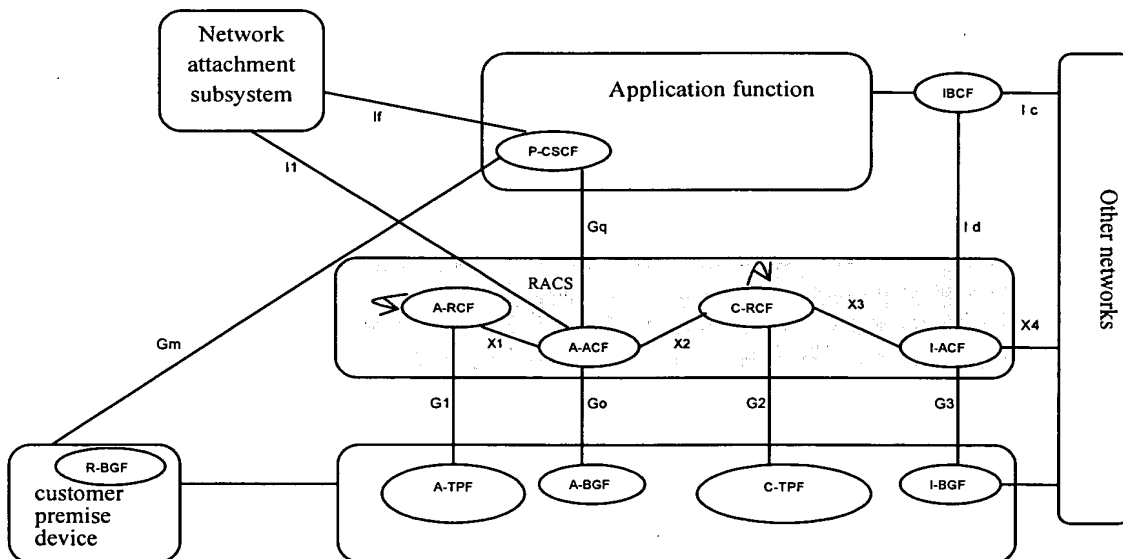 Network
attachment
subsystem
Application function
IBCF
I c
If
P-CSCF
I1
Gq
I d
Other networks
RACS
A-RCF
C-RCF
X3
X4
Gm
X1
A-ACF
X2
I-ACF
G1
Go
G2
G3
R-BGF
customer
premise
device
A-TPF
A-BGF
C-TPF
I-BGF